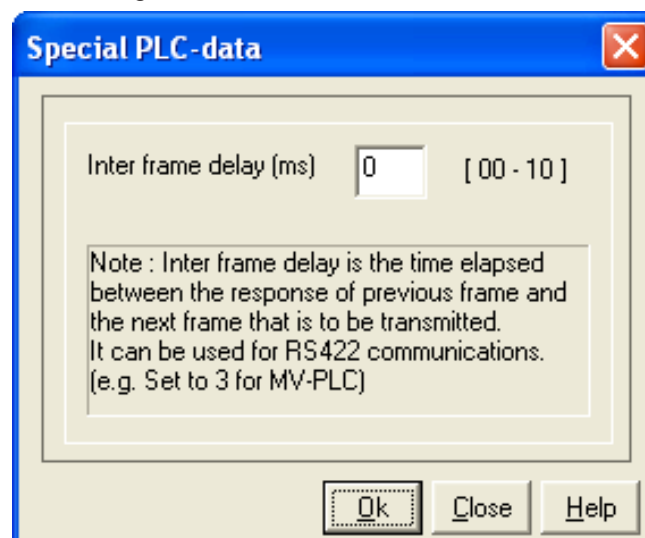 Special PLC-data
Inter frame delay (ms) 0 [ 00 - 10 ]
Note : Inter frame delay is the time elapsed
between the response of previous frame and
the next frame that is to be transmitted.
It can be used for RS422 communications.
(e.g. Set to 3 for MV-PLC)
Ok Close Help